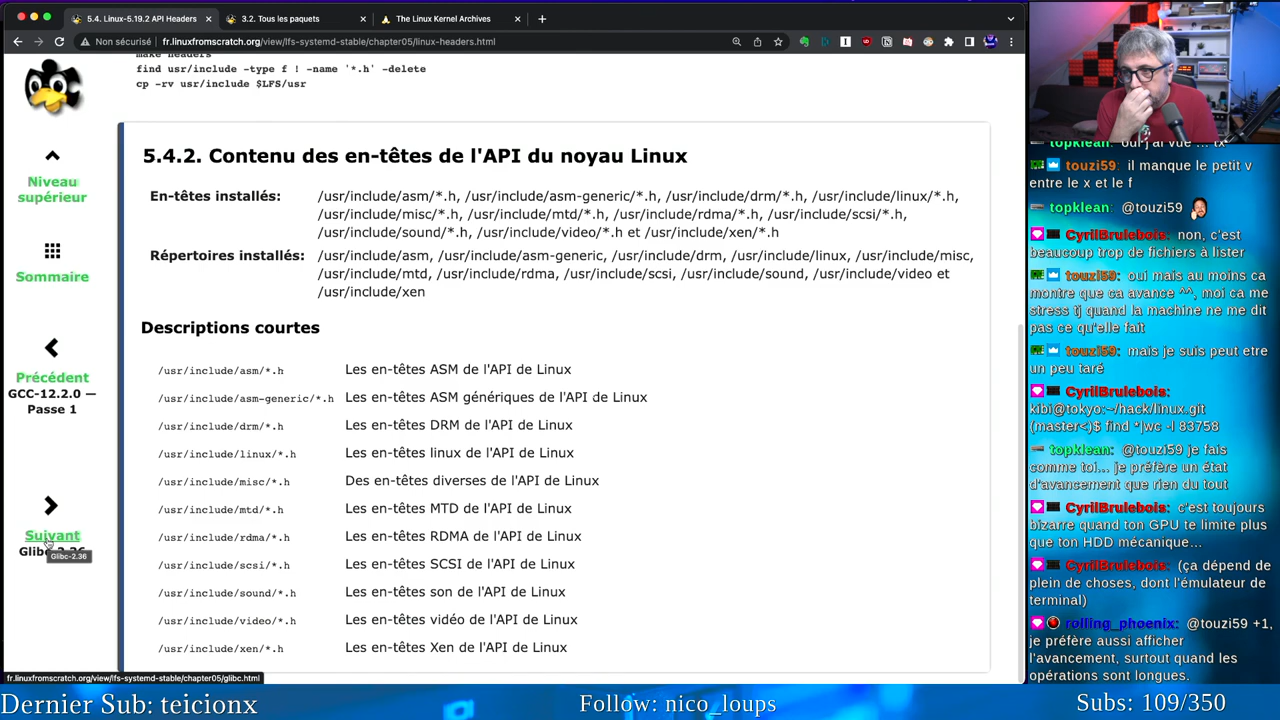 5.4. Linux-5.19.2 API Headers
3.2. Tous les paquets
The Linux Kernel Archives
Non sécurisé | fr.linuxfromscratch.org/view/lfs-systemd-stable/chapter05/linux-headers.html
make headers
find usr/include -type f ! -name '*.h' -delete
cp -rv usr/include $LFS/usr
Niveau
supérieur
Sommaire
Précédent
GCC-12.2.0 —
Passe 1
Suivant
Glibc-2.36
Glibc-2.36
5.4.2. Contenu des en-têtes de l'API du noyau Linux
En-têtes installés: /usr/include/asm/*.h, /usr/include/asm-generic/*.h, /usr/include/drm/*.h, /usr/include/linux/*.h,
/usr/include/misc/*.h, /usr/include/mtd/*.h, /usr/include/rdma/*.h, /usr/include/scsi/*.h,
/usr/include/sound/*.h, /usr/include/video/*.h et /usr/include/xen/*.h
Répertoires installés: /usr/include/asm, /usr/include/asm-generic, /usr/include/drm, /usr/include/linux, /usr/include/misc,
/usr/include/mtd, /usr/include/rdma, /usr/include/scsi, /usr/include/sound, /usr/include/video et
/usr/include/xen
Descriptions courtes
/usr/include/asm/*.h Les en-têtes ASM de l'API de Linux
/usr/include/asm-generic/*.h Les en-têtes ASM génériques de l'API de Linux
/usr/include/drm/*.h Les en-têtes DRM de l'API de Linux
/usr/include/linux/*.h Les en-têtes linux de l'API de Linux
/usr/include/misc/*.h Des en-têtes diverses de l'API de Linux
/usr/include/mtd/*.h Les en-têtes MTD de l'API de Linux
/usr/include/rdma/*.h Les en-têtes RDMA de l'API de Linux
/usr/include/scsi/*.h Les en-têtes SCSI de l'API de Linux
/usr/include/sound/*.h Les en-têtes son de l'API de Linux
/usr/include/video/*.h Les en-têtes vidéo de l'API de Linux
/usr/include/xen/*.h Les en-têtes Xen de l'API de Linux
fr.linuxfromscratch.org/view/lfs-systemd-stable/chapter05/glibc.html
topklean: oui j'ai vue ... tx
touzi59: il manque le petit v
entre le x et le f
topklean: @touzi59
CyrilBrulebois: non, c'est
beaucoup trop de fichiers à lister
touzi59: oui mais au moins ca
montre que ca avance ^^, moi ca me
stress tj quand la machine ne me dit
pas ce qu'elle fait
touzi59: mais je suis peut etre
un peu taré
CyrilBrulebois:
kibi@tokyo:~/hack/linux.git
(master<)$ find *|wc -l 83758
topklean: @touzi59 je fais
comme toi... je préfère un état
d'avancement que rien du tout
CyrilBrulebois: c'est toujours
bizarre quand ton GPU te limite plus
que ton HDD mécanique...
CyrilBrulebois: (ça dépend de
plein de choses, dont l'émulateur de
terminal)
rolling_phoenix: @touzi59 +1,
je préfère aussi afficher
l'avancement, surtout quand les
opérations sont longues.
Dernier Sub: teicionx
Follow: nico_loups
Subs: 109/350